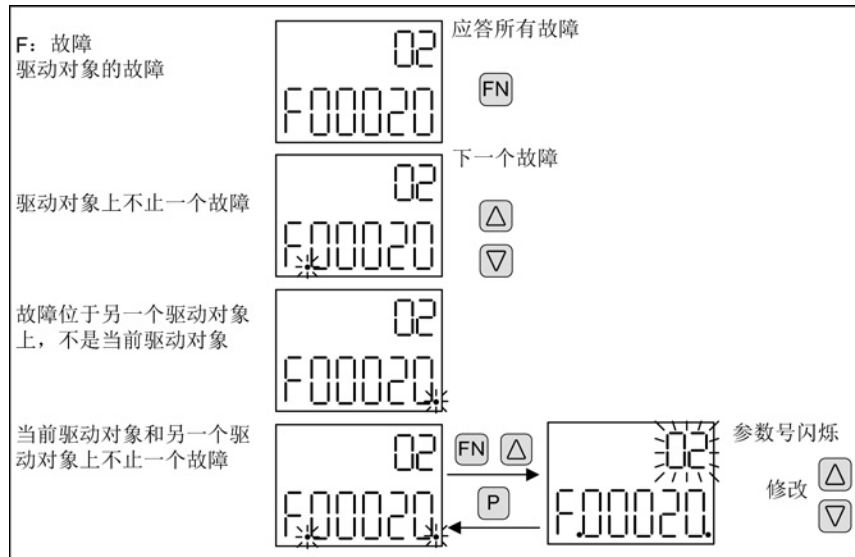 F：故障
驱动对象的故障
02
F00020
应答所有故障
FN
驱动对象上不止一个故障
02
F.00020
下一个故障
故障位于另一个驱动对象
上，不是当前驱动对象
02
F00020.
当前驱动对象和另一个驱
动对象上不止一个故障
02
F.00020.
FN
P
02
F.00020.
参数号闪烁
修改